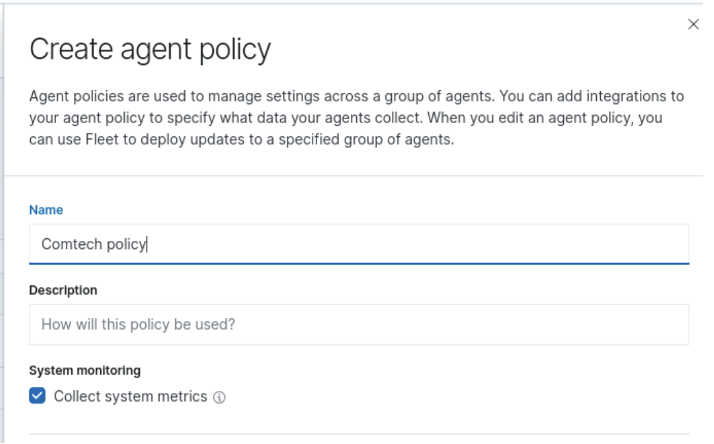 Create agent policy
Agent policies are used to manage settings across a group of agents. You can add integrations to
your agent policy to specify what data your agents collect. When you edit an agent policy, you
can use Fleet to deploy updates to a specified group of agents.
Name
Comtech policy
Description
How will this policy be used?
System monitoring
Collect system metrics